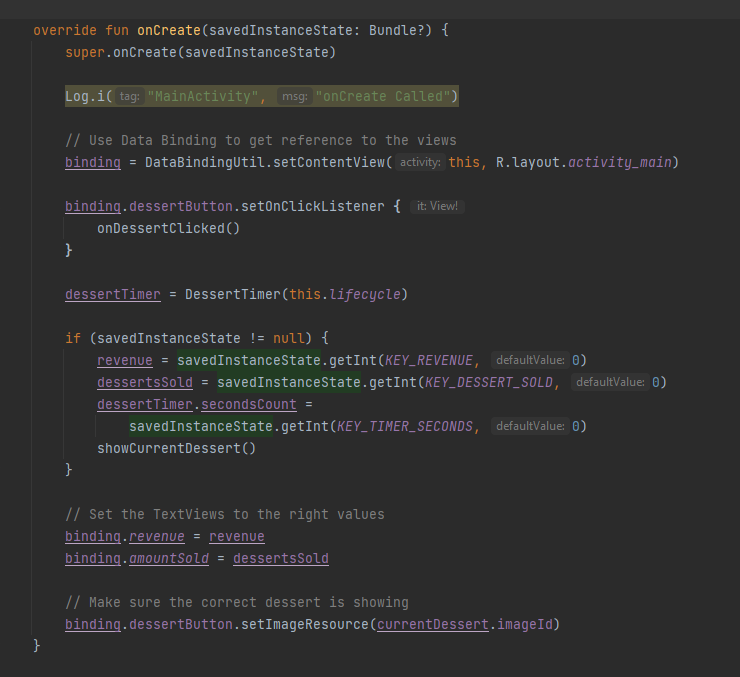 override fun onCreate(savedInstanceState: Bundle?) {
super.onCreate(savedInstanceState)
Log.i( tag: "MainActivity", msg: "onCreate Called")
// Use Data Binding to get reference to the views
binding = DataBindingUtil.setContentView( activity: this, R.layout.activity_main)
binding.dessertButton.setOnClickListener { it: View!
onDessertClicked()
}
dessertTimer = DessertTimer(this.lifecycle)
if (savedInstanceState != null) {
revenue = savedInstanceState.getInt(KEY_REVENUE, defaultValue: 0)
dessertsSold = savedInstanceState.getInt(KEY_DESSERT_SOLD, defaultValue: 0)
dessertTimer.secondsCount =
savedInstanceState.getInt(KEY_TIMER_SECONDS, defaultValue: 0)
showCurrentDessert()
}
// Set the TextViews to the right values
binding.revenue = revenue
binding.amountSold = dessertsSold
// Make sure the correct dessert is showing
binding.dessertButton.setImageResource(currentDessert.imageId)
}